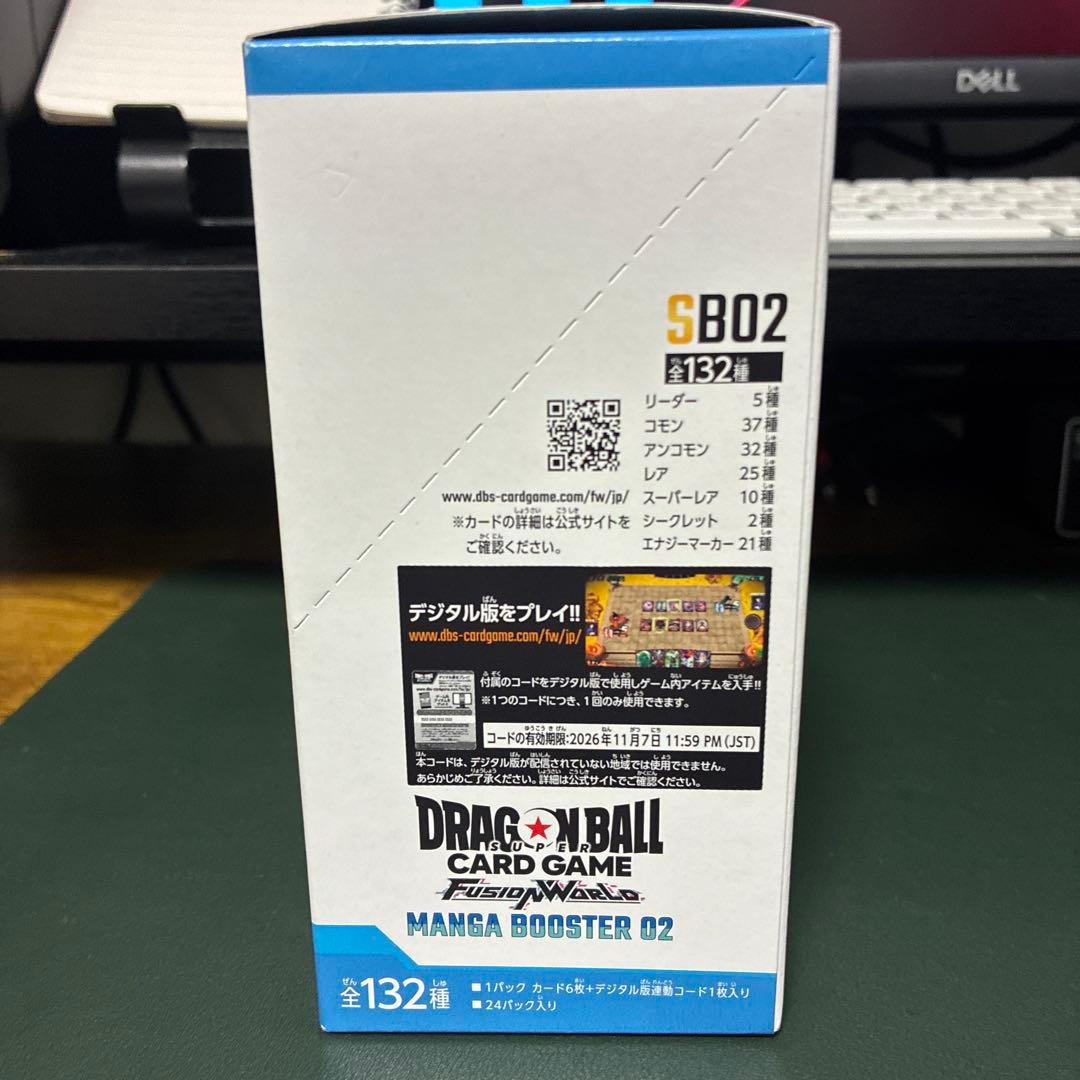 DELL
SB02
全132種
リーダー 5種
コモン 37種
アンコモン 32種
レア 25種
www.dbs-cardgame.com/fw/jp/ スーパーレア 10種
※カードの詳細は公式サイトを シークレット 2種
ご確認ください。 エナジーマーカー 21種
デジタル版をプレイ!!
www.dbs-cardgame.com/fw/jp/
付属のコードをデジタル版で使用しゲーム内アイテムを入手!!
※1つのコードにつき、1回のみ使用できます。
コードの有効期限:2026年11月7日 11:59 PM (JST)
本コードは、デジタル版が配信されていない地域では使用できません。
あらかじめご了承ください。詳細は公式サイトでご確認ください。
DRAGON BALL
SUPER
CARD GAME
FUSION WORLD
MANGA BOOSTER 02
全132種
■1パック カード6枚+デジタル版連動コード1枚入り
■24パック入り